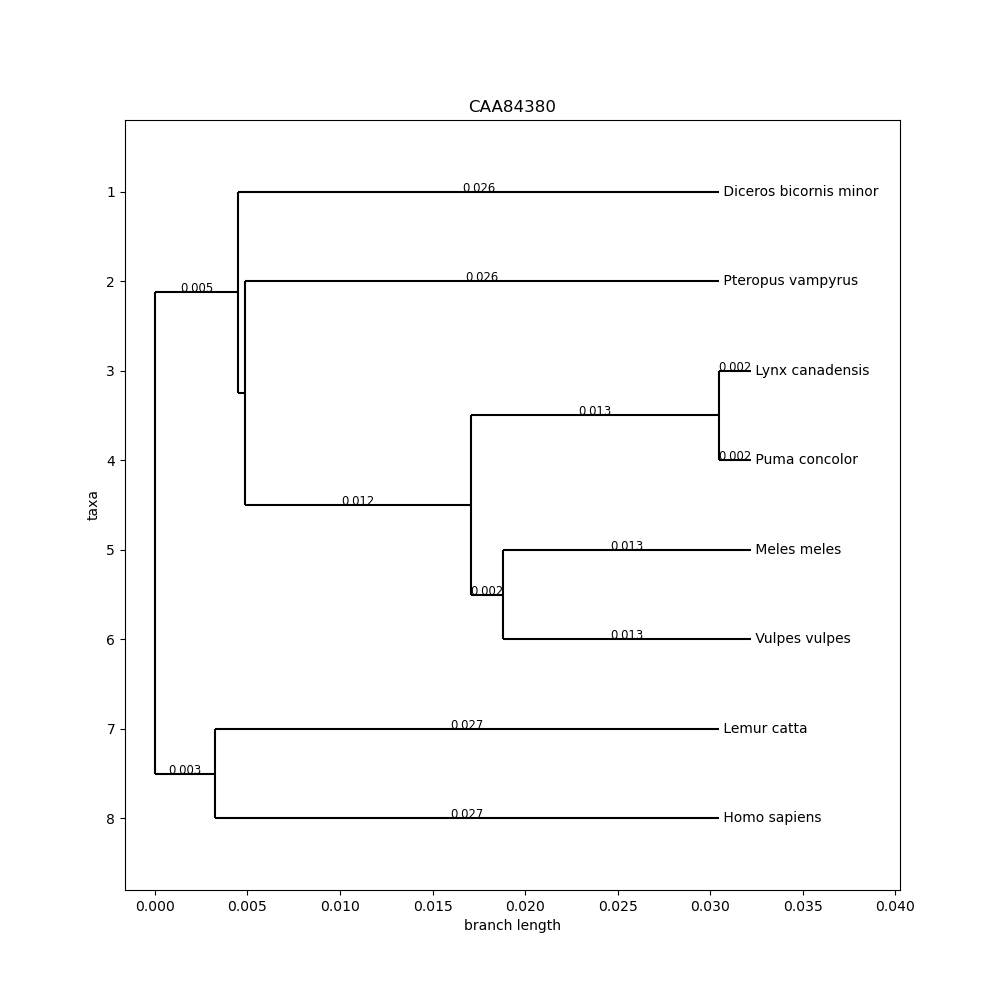 CAA84380
0.026
1
Diceros bicornis minor
0.026
2
Pteropus vampyrus
0.005
3
0.002
Lynx canadensis
0.013
4
0.002
Puma concolor
taxa
0.012
5
0.013
Meles meles
0.002
6
0.013
Vulpes vulpes
7
0.027
Lemur catta
0.003
8
0.027
Homo sapiens
0.000 0.005 0.010 0.015 0.020 0.025 0.030 0.035 0.040
branch length